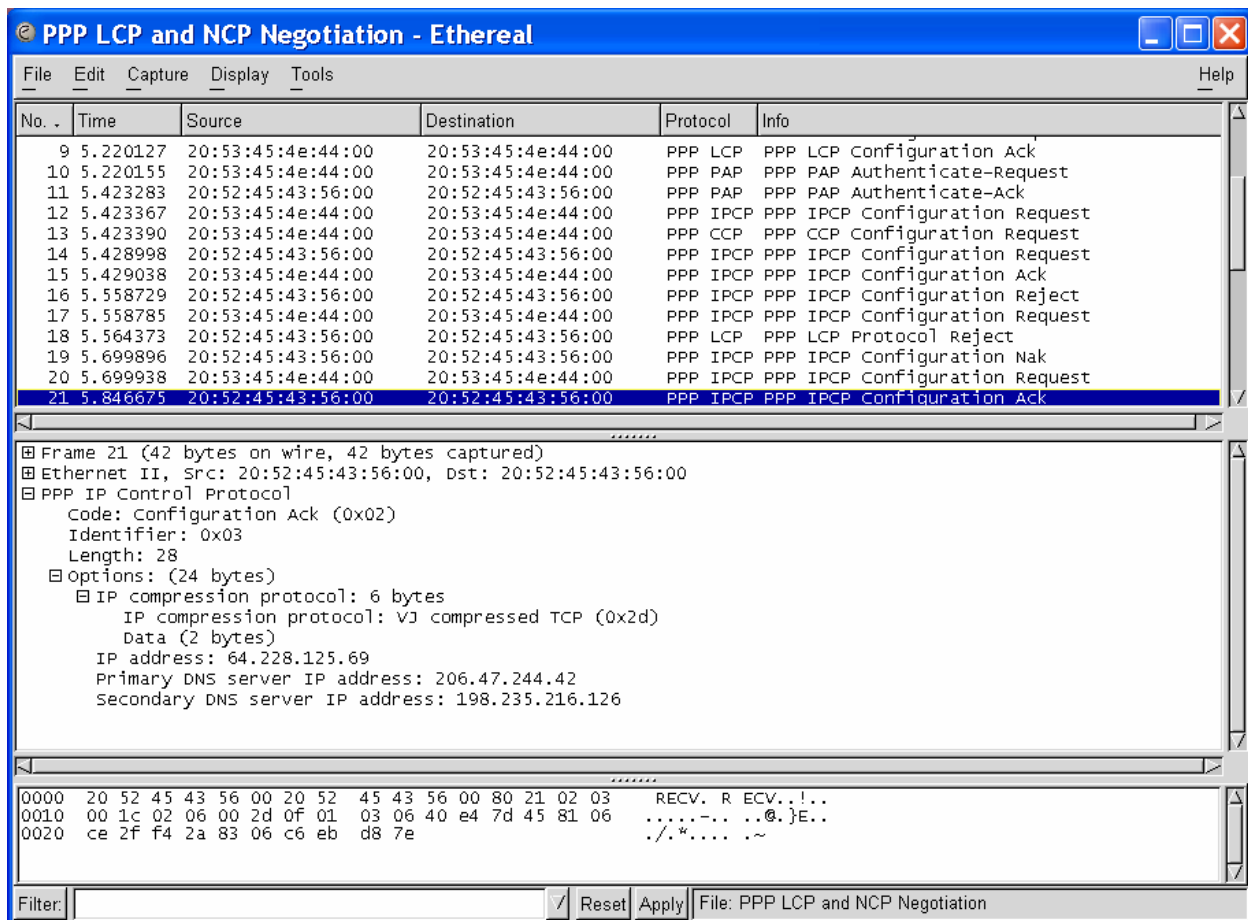 PPP LCP and NCP Negotiation - Ethereal
File Edit Capture Display Tools Help
No. Time Source Destination Protocol Info
9 5.220127 20:53:45:4e:44:00 20:53:45:4e:44:00 PPP LCP PPP LCP Configuration Ack
10 5.220155 20:53:45:4e:44:00 20:53:45:4e:44:00 PPP PAP PPP PAP Authenticate-Request
11 5.423283 20:52:45:43:56:00 20:52:45:43:56:00 PPP PAP PPP PAP Authenticate-Ack
12 5.423367 20:53:45:4e:44:00 20:53:45:4e:44:00 PPP IPCP PPP IPCP Configuration Request
13 5.423390 20:53:45:4e:44:00 20:53:45:4e:44:00 PPP CCP PPP CCP Configuration Request
14 5.428998 20:52:45:43:56:00 20:52:45:43:56:00 PPP IPCP PPP IPCP Configuration Request
15 5.429038 20:53:45:4e:44:00 20:53:45:4e:44:00 PPP IPCP PPP IPCP Configuration Ack
16 5.558729 20:52:45:43:56:00 20:52:45:43:56:00 PPP IPCP PPP IPCP Configuration Reject
17 5.558785 20:53:45:4e:44:00 20:53:45:4e:44:00 PPP IPCP PPP IPCP Configuration Request
18 5.564373 20:52:45:43:56:00 20:52:45:43:56:00 PPP LCP PPP LCP Protocol Reject
19 5.699896 20:52:45:43:56:00 20:52:45:43:56:00 PPP IPCP PPP IPCP Configuration Nak
20 5.699938 20:53:45:4e:44:00 20:53:45:4e:44:00 PPP IPCP PPP IPCP Configuration Request
21 5.846675 20:52:45:43:56:00 20:52:45:43:56:00 PPP IPCP PPP IPCP Configuration Ack
Frame 21 (42 bytes on wire, 42 bytes captured)
Ethernet II, Src: 20:52:45:43:56:00, Dst: 20:52:45:43:56:00
PPP IP Control Protocol
Code: Configuration Ack (0x02)
Identifier: 0x03
Length: 28
Options: (24 bytes)
IP compression protocol: 6 bytes
IP compression protocol: VJ compressed TCP (0x2d)
Data (2 bytes)
IP address: 64.228.125.69
Primary DNS server IP address: 206.47.244.42
Secondary DNS server IP address: 198.235.216.126
0000 20 52 45 43 56 00 20 52 45 43 56 00 80 21 02 03 RECV. R ECV..!..
0010 00 1c 02 06 00 2d 0f 01 03 06 40 e4 7d 45 81 06 .....-.. ..@.}E..
0020 ce 2f f4 2a 83 06 c6 eb d8 7e ./.*.... .~
Filter: Reset Apply File: PPP LCP and NCP Negotiation